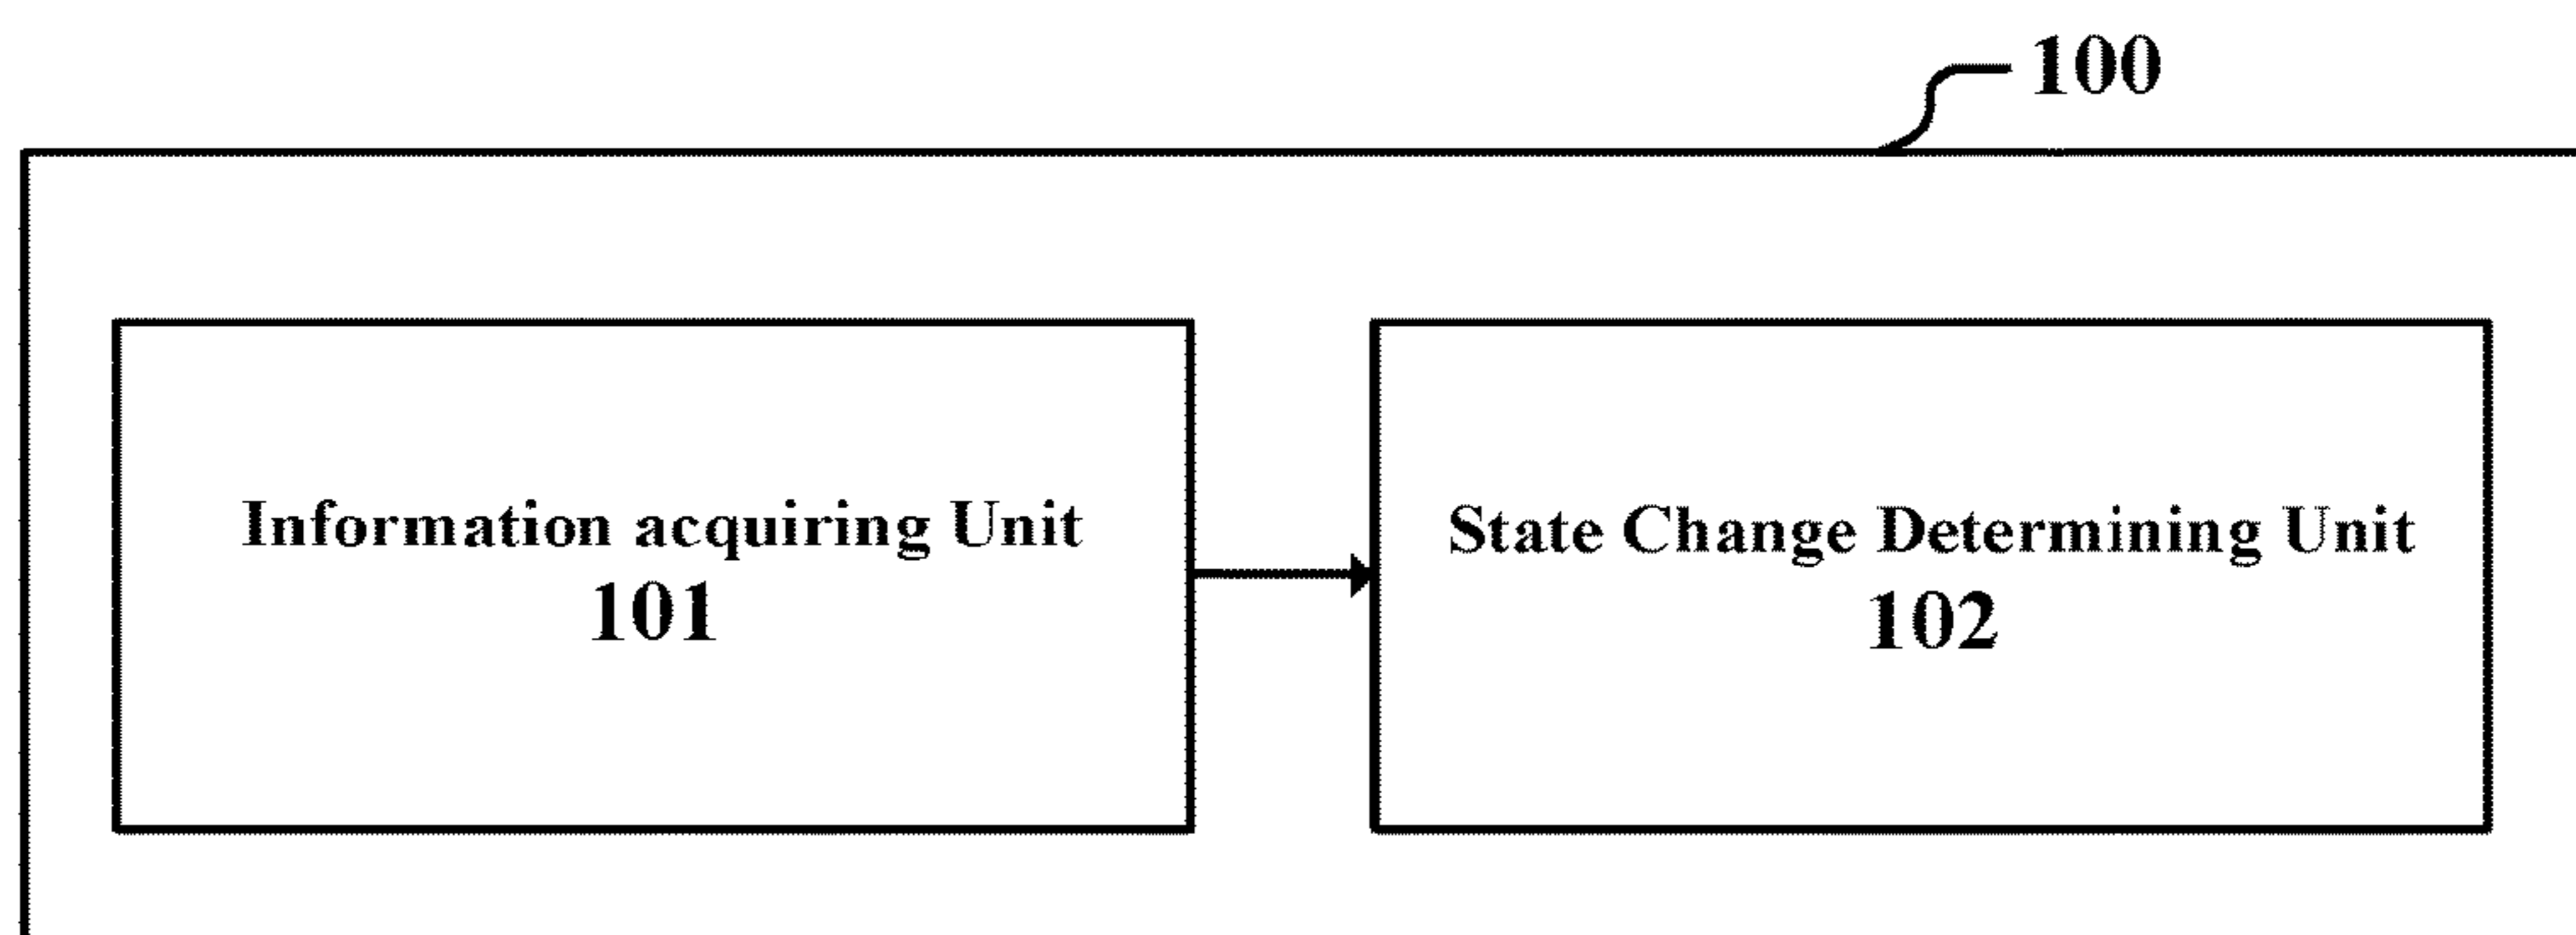 100
Information acquiring Unit
101
State Change Determining Unit
102